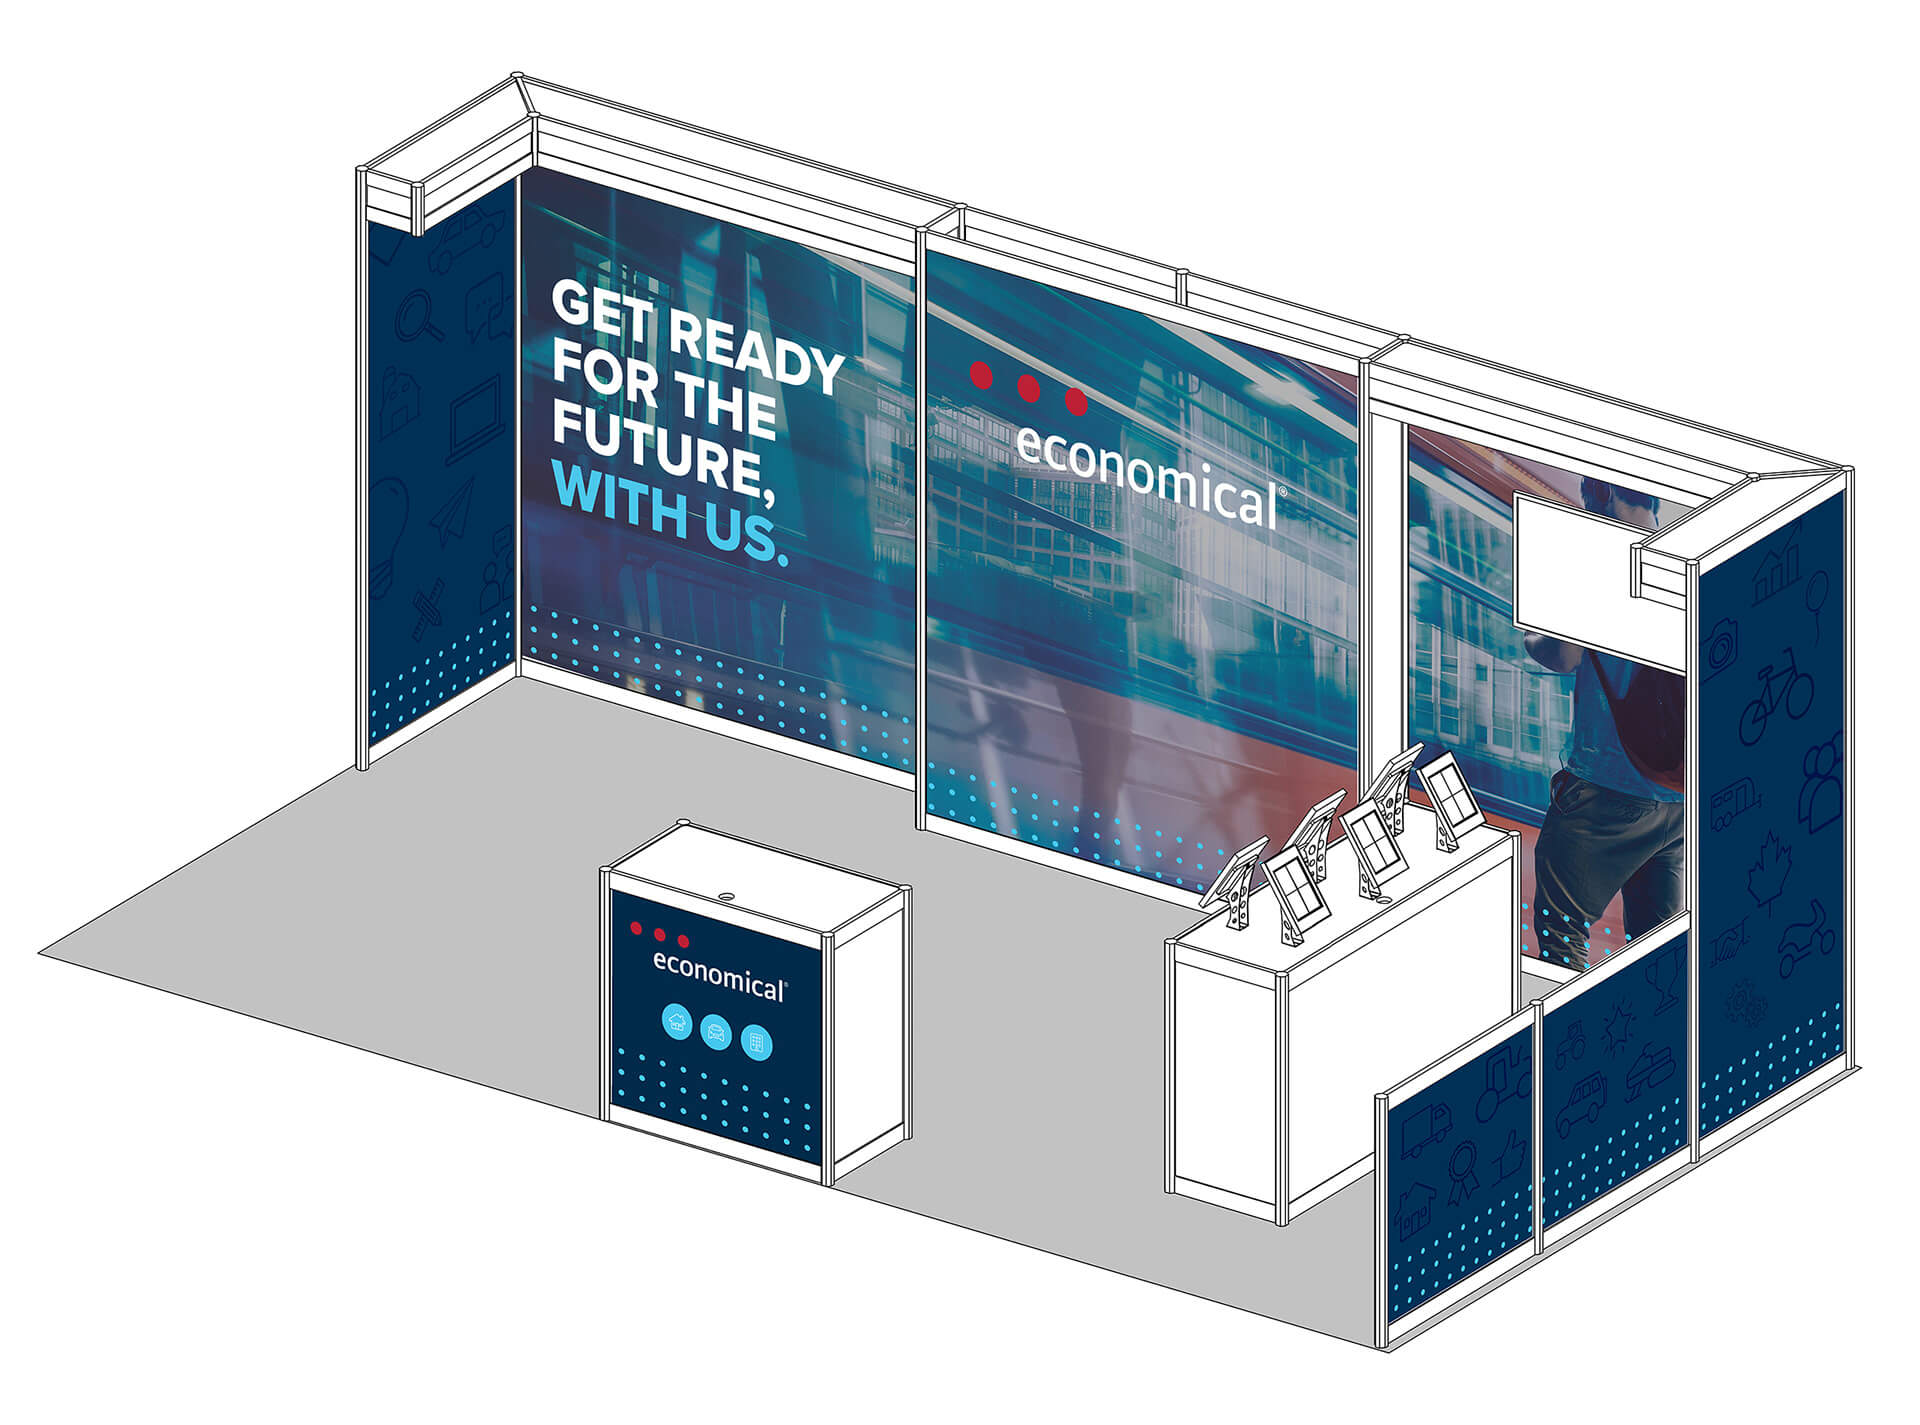 GET READY
FOR THE
FUTURE,
WITH US.
economical®
economical®